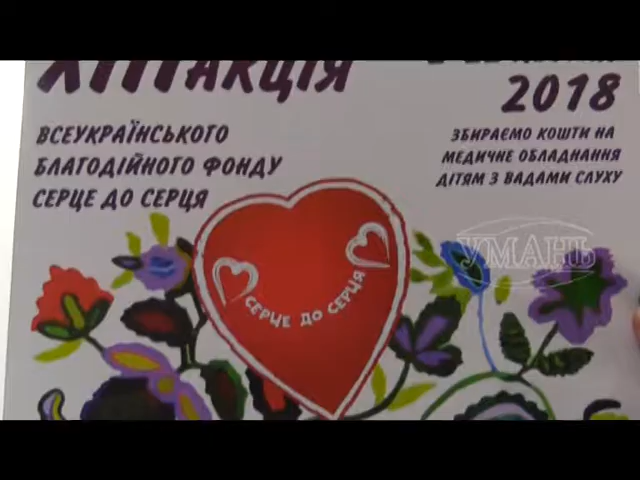 XIII АКЦІЯ
2018
ВСЕУКРАЇНСЬКОГО
БЛАГОДІЙНОГО ФОНДУ
СЕРЦЕ ДО СЕРЦЯ
ЗБИРАЄМО КОШТИ НА
МЕДИЧНЕ ОБЛАДНАННЯ
ДІТЯМ З ВАДАМИ СЛУХУ
УМАНЬ
СЕРЦЕ ДО СЕРЦЯ